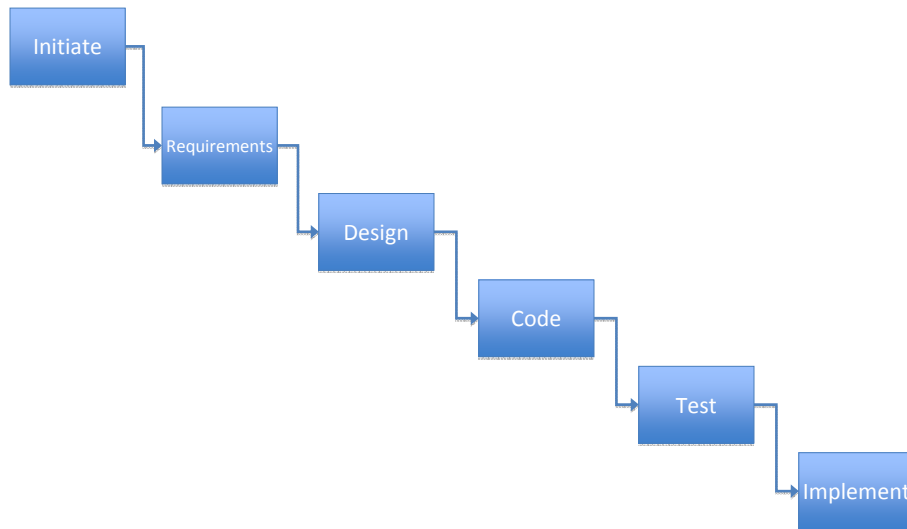 Initiate
Requirements
Design
Code
Test
Implement